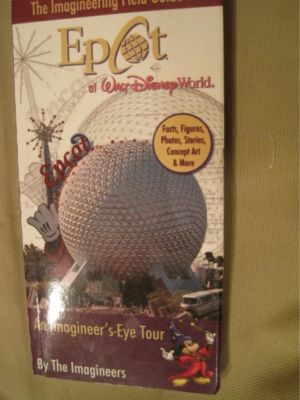 The Imagineering Field Guide
Epcot
at Walt Disney World.
Facts, Figures,
Photos, Stories,
Concept Art
& More
Epcot
An Imagineer's-Eye Tour
By The Imagineers